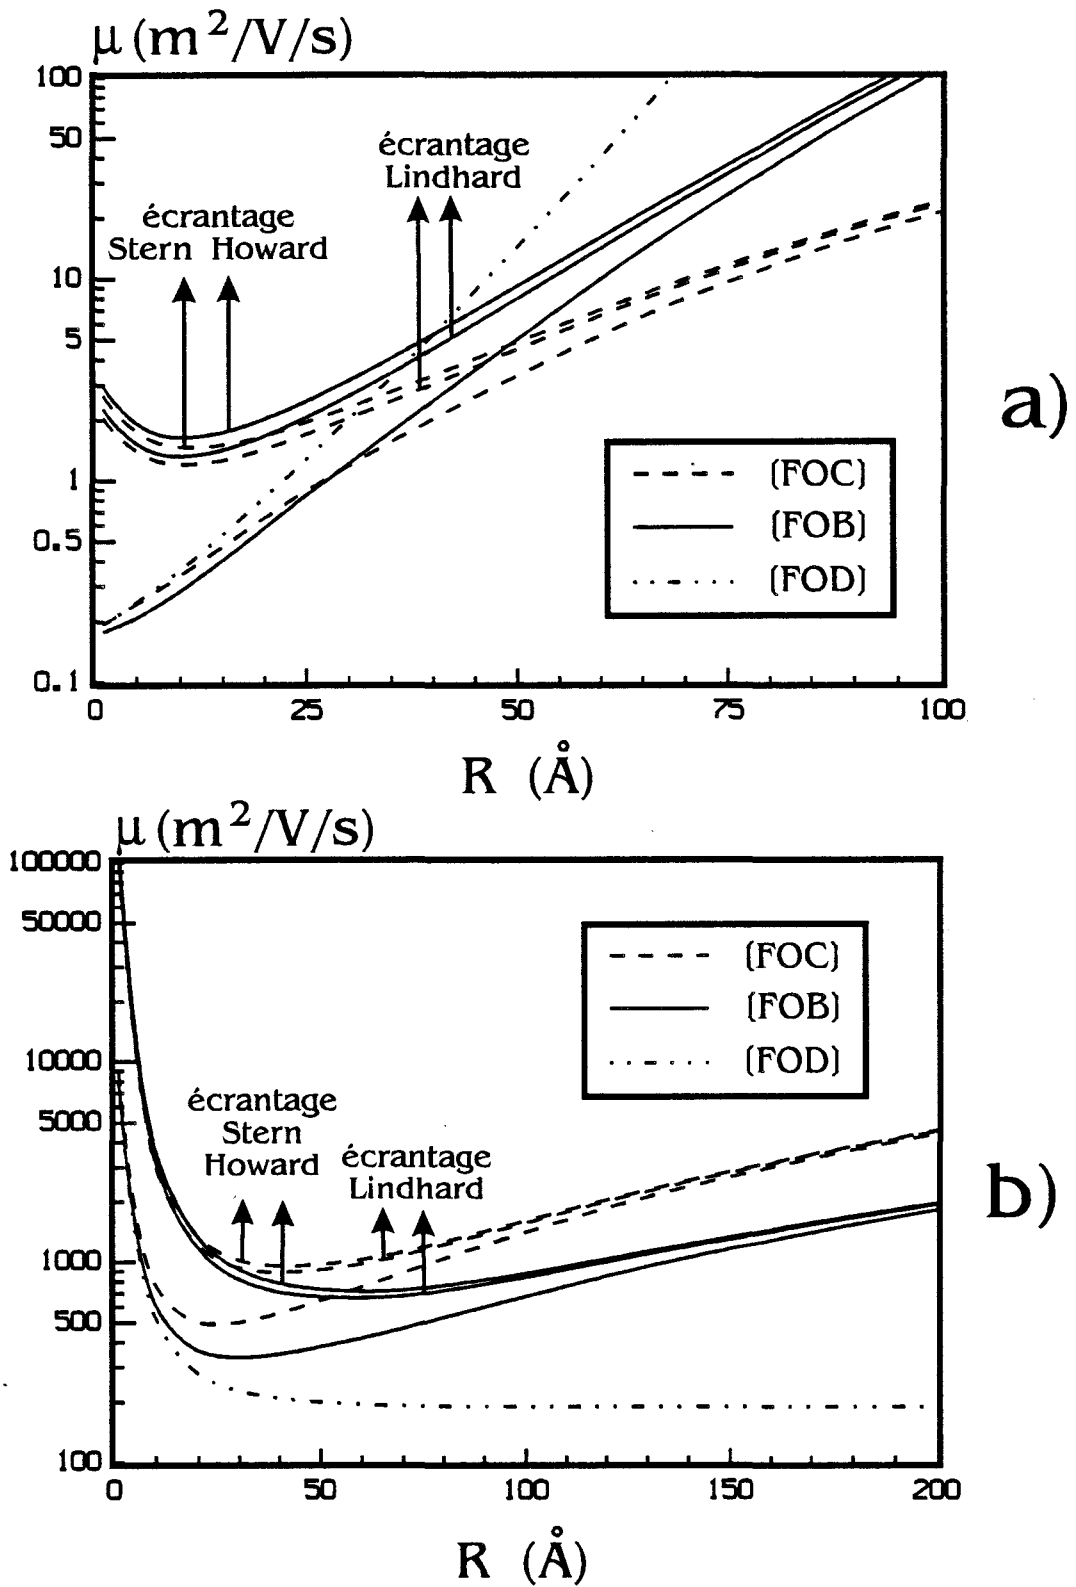 μ (m²/V/s)
100
50
10
5
1
0.5
0.1
écrantage
Lindhard
écrantage
Stern Howard
(FOC)
(FOB)
(FOD)
a)
0 25 50 75 100
R (Å)
μ (m²/V/s)
100000
50000
10000
5000
1000
500
100
(FOC)
(FOB)
(FOD)
écrantage
Stern
Howard
écrantage
Lindhard
b)
0 50 100 150 200
R (Å)